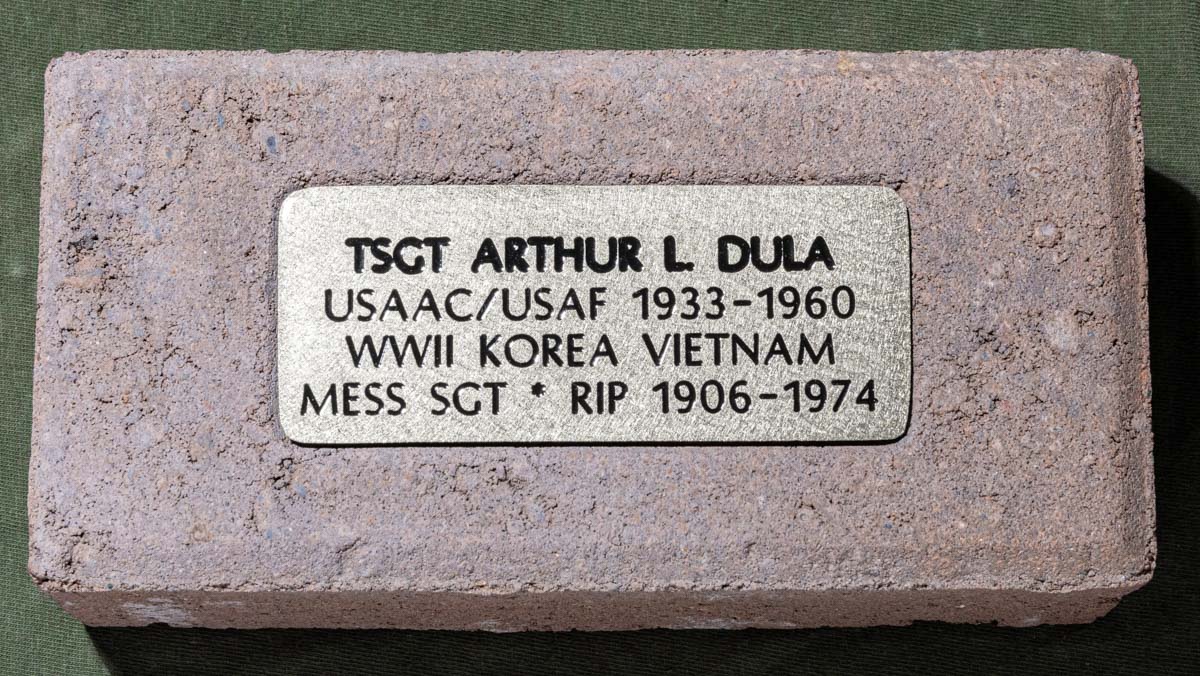 TSGT ARTHUR L. DULA
USAAC/USAF 1933-1960
WWII KOREA VIETNAM
MESS SGT * RIP 1906-1974